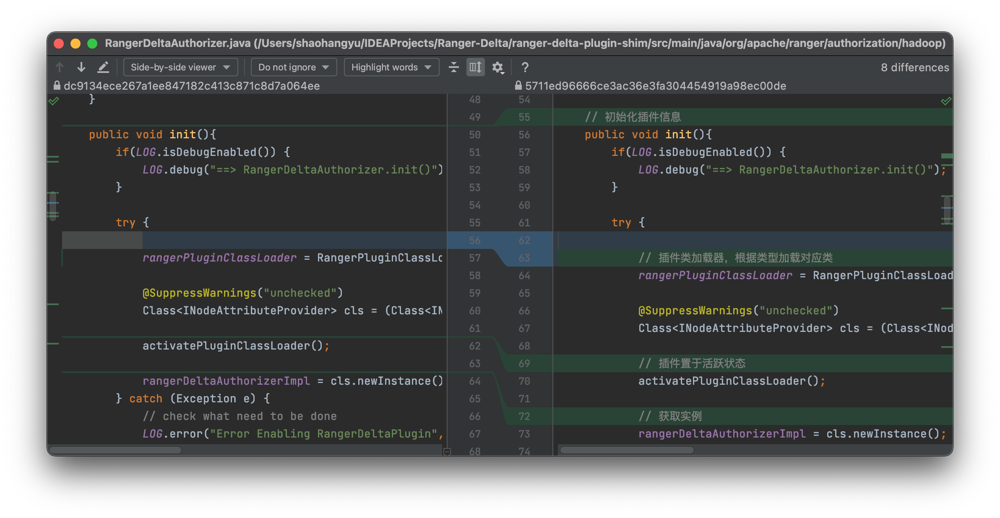 RangerDeltaAuthorizer.java (/Users/shaohangyu/IDEAProjects/Ranger-Delta/ranger-delta-plugin-shim/src/main/java/org/apache/ranger/authorization/hadoop)
Side-by-side viewer
Do not ignore
Highlight words
?
8 differences
dc9134ece267a1ee847182c413c871c8d7a064ee
5711ed96666ce3ac36e3fa304454919a98ec00de
} 48
49
public void init(){ 50
if(LOG.isDebugEnabled()) { 51
LOG.debug("==> RangerDeltaAuthorizer.init()") 52
} 53
54
try { 55
56
rangerPluginClassLoader = RangerPluginClassLo 57
58
@SuppressWarnings("unchecked") 59
Class<INodeAttributeProvider> cls = (Class<IN 60
61
activatePluginClassLoader(); 62
63
rangerDeltaAuthorizerImpl = cls.newInstance() 64
} catch (Exception e) { 65
// check what need to be done 66
LOG.error("Error Enabling RangerDeltaPlugin", 67
68
54
55 // 初始化插件信息
56 public void init(){
57 if(LOG.isDebugEnabled()) {
58 LOG.debug("==> RangerDeltaAuthorizer.init()");
59 }
60
61 try {
62
63 // 插件类加载器，根据类型加载对应类
64 rangerPluginClassLoader = RangerPluginClassLoad
65
66 @SuppressWarnings("unchecked")
67 Class<INodeAttributeProvider> cls = (Class<INod
68
69 // 插件置于活跃状态
70 activatePluginClassLoader();
71
72 // 获取实例
73 rangerDeltaAuthorizerImpl = cls.newInstance();
74